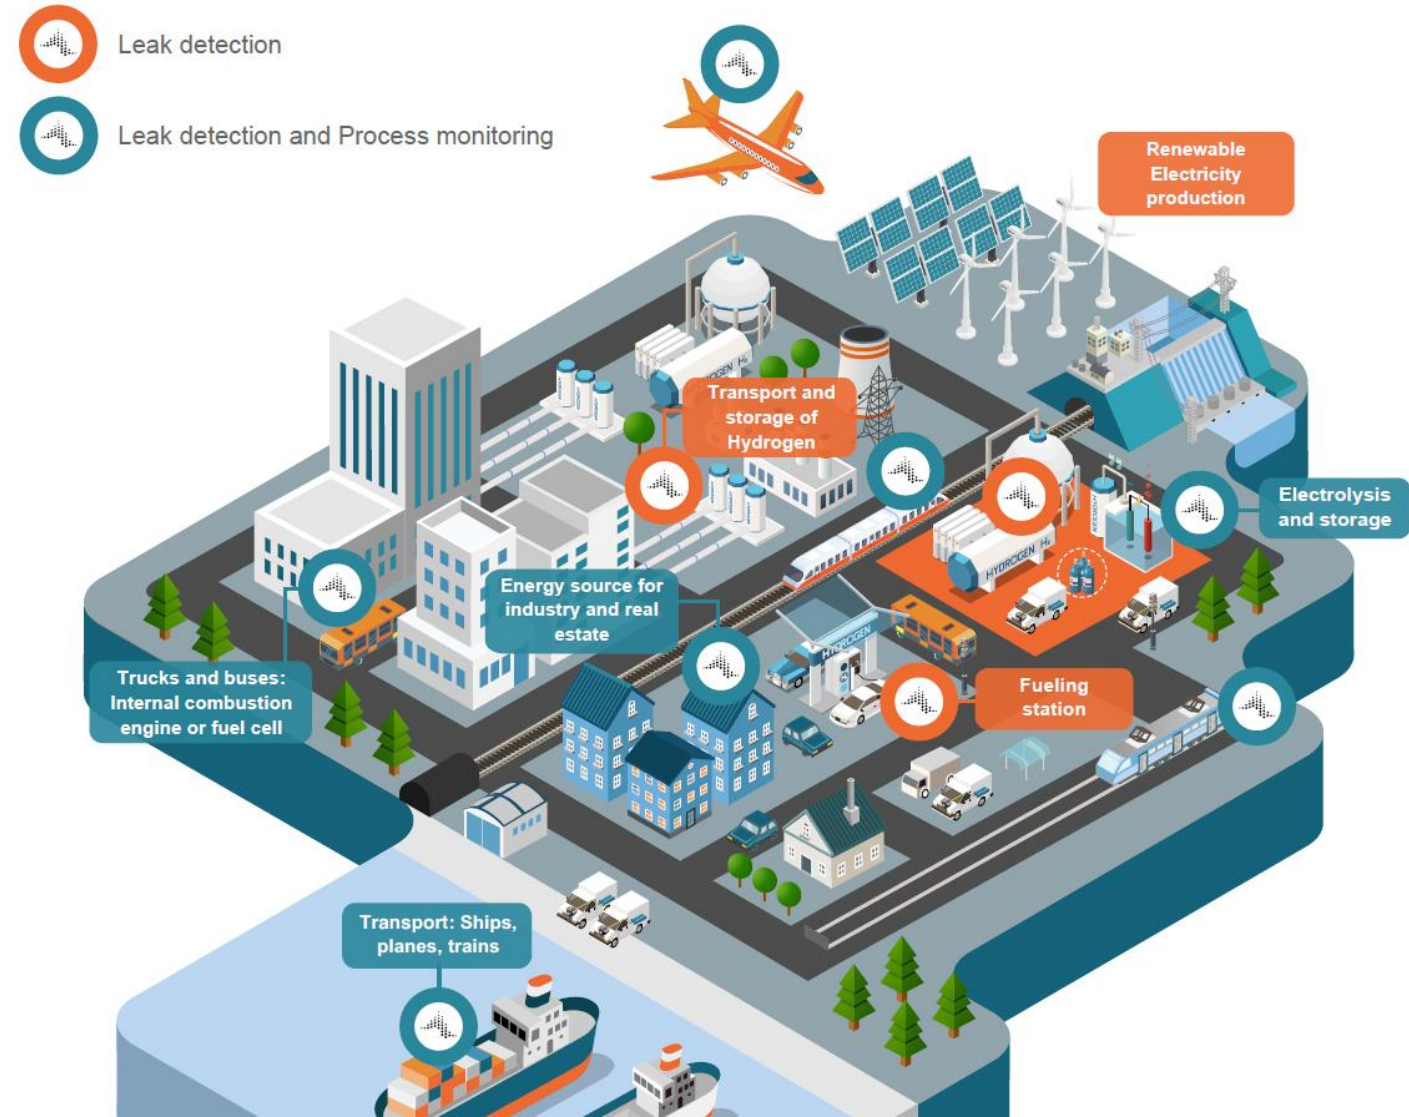 Leak detection
Leak detection and Process monitoring
Renewable
Electricity
production
Transport and
storage of
Hydrogen
Electrolysis
and storage
Energy source for
industry and real
estate
HYDROGEN H₂
HYDROGEN
Trucks and buses:
Internal combustion
engine or fuel cell
Fueling
station
Transport: Ships,
planes, trains